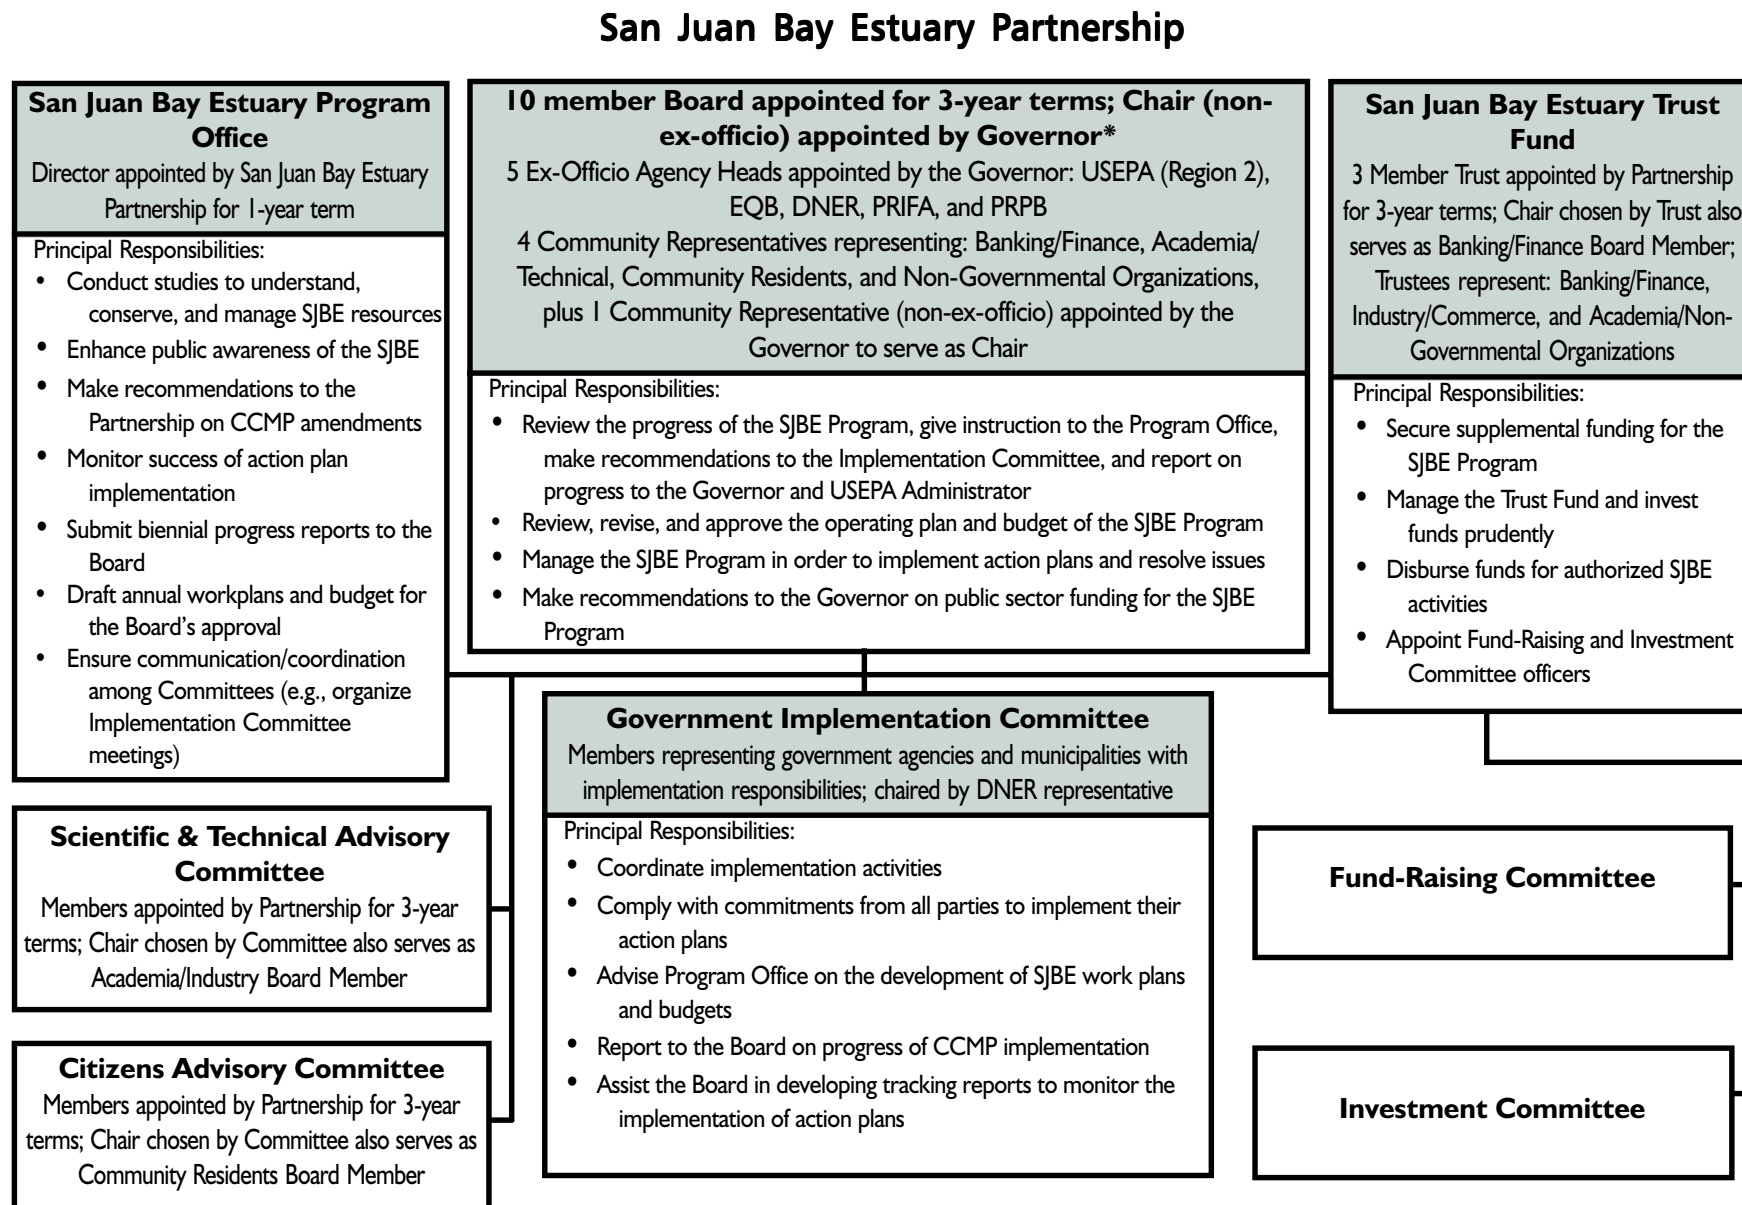 San Juan Bay Estuary Partnership
San Juan Bay Estuary Program
Office
Director appointed by San Juan Bay Estuary
Partnership for 1-year term
Principal Responsibilities:
• Conduct studies to understand,
conserve, and manage SJBE resources
• Enhance public awareness of the SJBE
• Make recommendations to the
Partnership on CCMP amendments
• Monitor success of action plan
implementation
• Submit biennial progress reports to the
Board
• Draft annual workplans and budget for
the Board's approval
• Ensure communication/coordination
among Committees (e.g., organize
Implementation Committee
meetings)
10 member Board appointed for 3-year terms; Chair (non-
ex-officio) appointed by Governor*
5 Ex-Officio Agency Heads appointed by the Governor: USEPA (Region 2),
EQB, DNER, PRIFA, and PRPB
4 Community Representatives representing: Banking/Finance, Academia/
Technical, Community Residents, and Non-Governmental Organizations,
plus 1 Community Representative (non-ex-officio) appointed by the
Governor to serve as Chair
Principal Responsibilities:
• Review the progress of the SJBE Program, give instruction to the Program Office,
make recommendations to the Implementation Committee, and report on
progress to the Governor and USEPA Administrator
• Review, revise, and approve the operating plan and budget of the SJBE Program
• Manage the SJBE Program in order to implement action plans and resolve issues
• Make recommendations to the Governor on public sector funding for the SJBE
Program
San Juan Bay Estuary Trust
Fund
3 Member Trust appointed by Partnership
for 3-year terms; Chair chosen by Trust also
serves as Banking/Finance Board Member;
Trustees represent: Banking/Finance,
Industry/Commerce, and Academia/Non-
Governmental Organizations
Principal Responsibilities:
• Secure supplemental funding for the
SJBE Program
• Manage the Trust Fund and invest
funds prudently
• Disburse funds for authorized SJBE
activities
• Appoint Fund-Raising and Investment
Committee officers
Government Implementation Committee
Members representing government agencies and municipalities with
implementation responsibilities; chaired by DNER representative
Principal Responsibilities:
• Coordinate implementation activities
• Comply with commitments from all parties to implement their
action plans
• Advise Program Office on the development of SJBE work plans
and budgets
• Report to the Board on progress of CCMP implementation
• Assist the Board in developing tracking reports to monitor the
implementation of action plans
Scientific & Technical Advisory
Committee
Members appointed by Partnership for 3-year
terms; Chair chosen by Committee also serves as
Academia/Industry Board Member
Citizens Advisory Committee
Members appointed by Partnership for 3-year
terms; Chair chosen by Committee also serves as
Community Residents Board Member
Fund-Raising Committee
Investment Committee